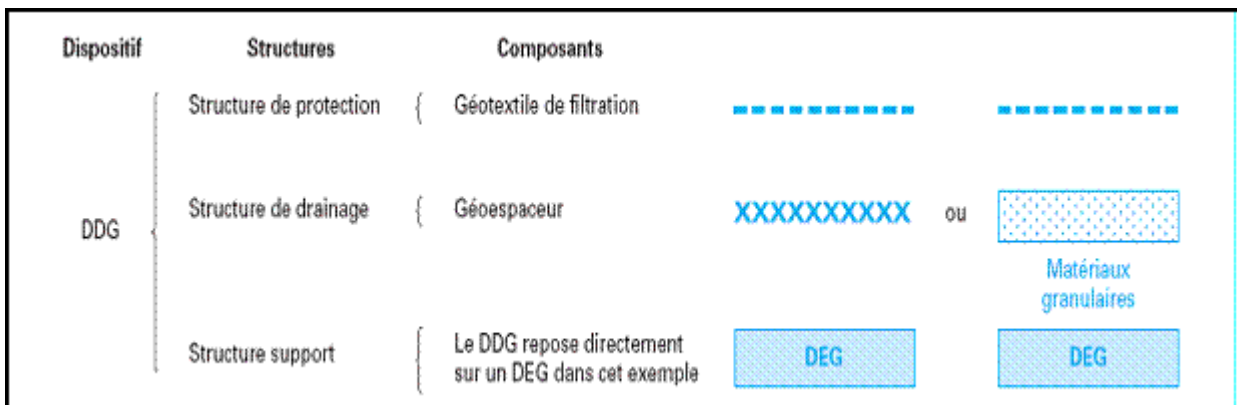 Dispositif Structures Composants
Structure de protection { Géotextile de filtration
DDG
Structure de drainage { Géoespaceur XXXXXXXXXX ou
Matériaux
granulaires
Structure support
Le DDG repose directement
sur un DEG dans cet exemple
DEG DEG